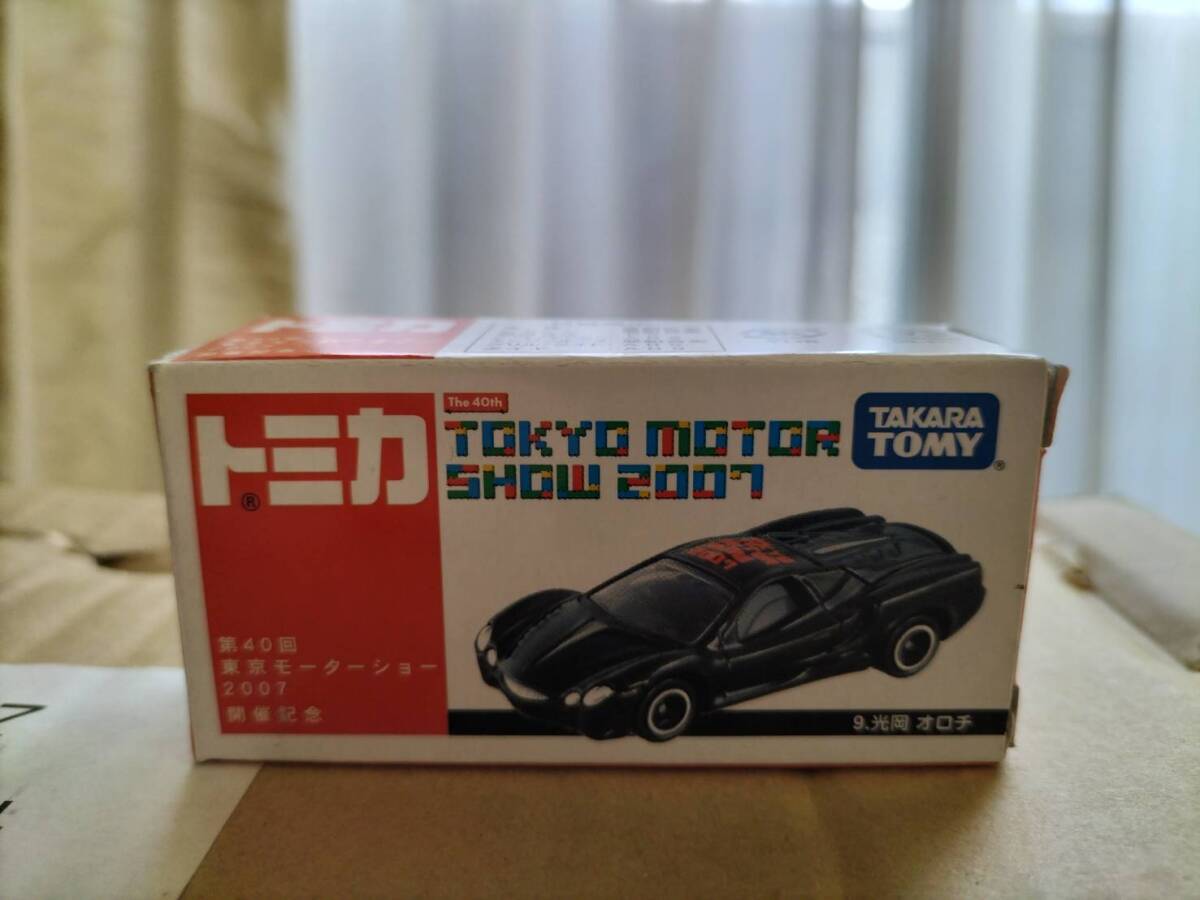 トミカ
®
The 40th
TOKYO MOTOR
SHOW 2007
TAKARA
TOMY
®
第40回
東京モーターショー
2007
開催記念
9.光岡 オロチ